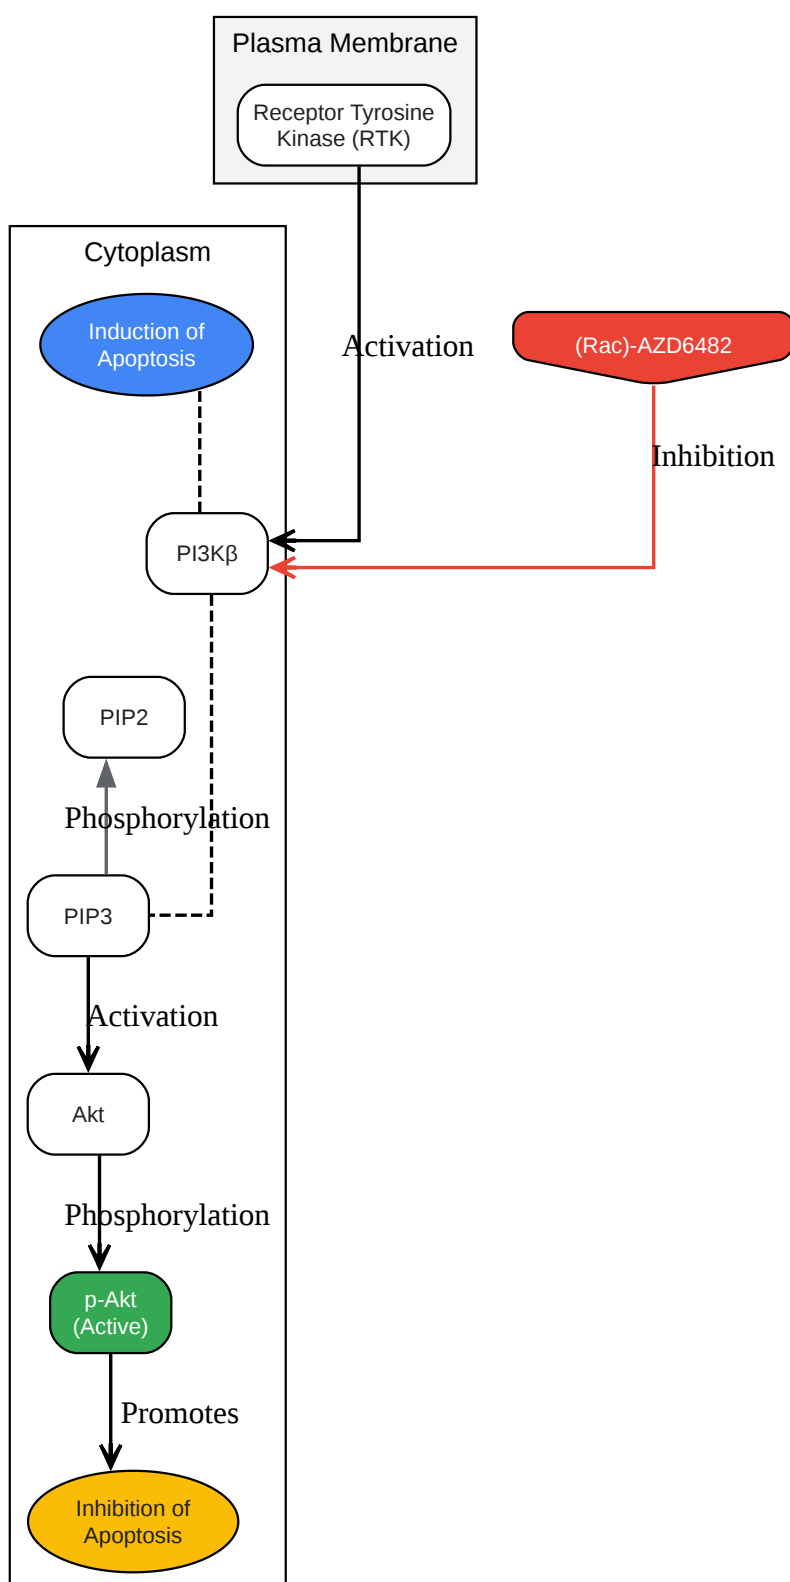 Plasma Membrane
Receptor Tyrosine
Kinase (RTK)
Cytoplasm
Induction of
Apoptosis
Activation
(Rac)-AZD6482
Inhibition
PI3Kβ
PIP2
Phosphorylation
PIP3
Activation
Akt
Phosphorylation
p-Akt
(Active)
Promotes
Inhibition of
Apoptosis